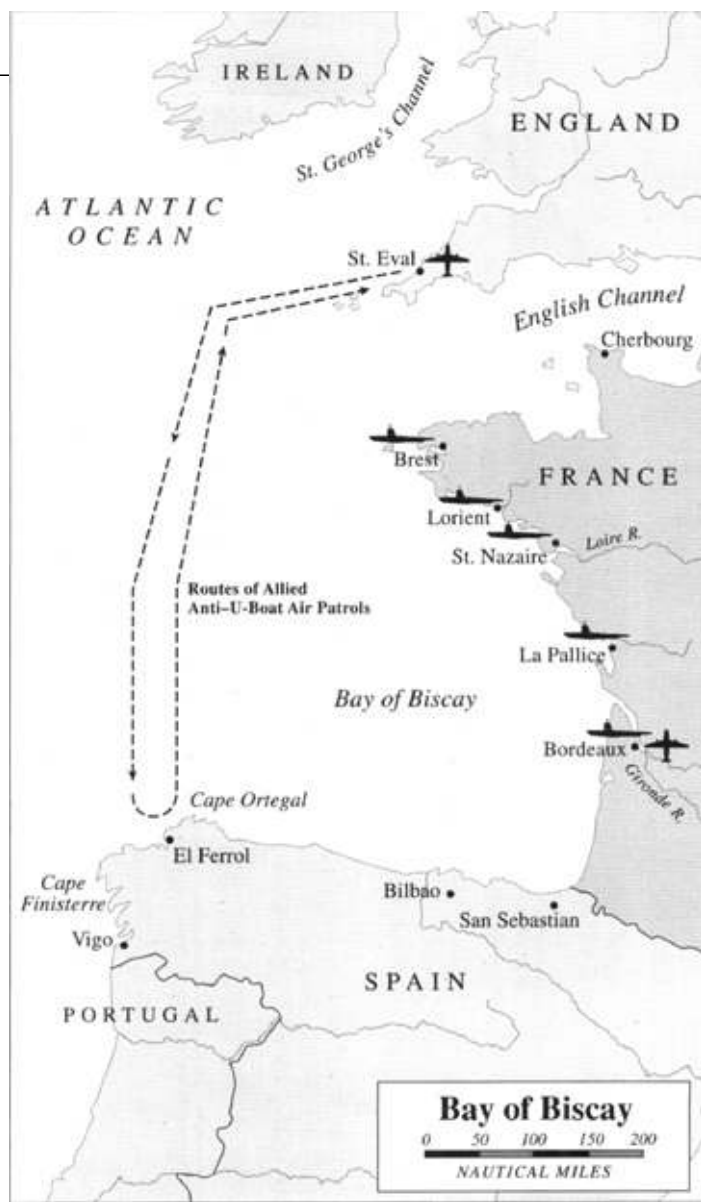 IRELAND
St. George's Channel
ENGLAND
ATLANTIC
OCEAN
St. Eval
English Channel
Cherbourg
Brest
FRANCE
Lorient
St. Nazaire
Loire R.
Routes of Allied
Anti–U-Boat Air Patrols
La Pallice
Bay of Biscay
Bordeaux
Gironde R.
Cape Ortegal
El Ferrol
Cape
Finisterre
Bilbao
San Sebastian
Vigo
SPAIN
PORTUGAL
Bay of Biscay
0 50 100 170 200
NAUTICAL MILES